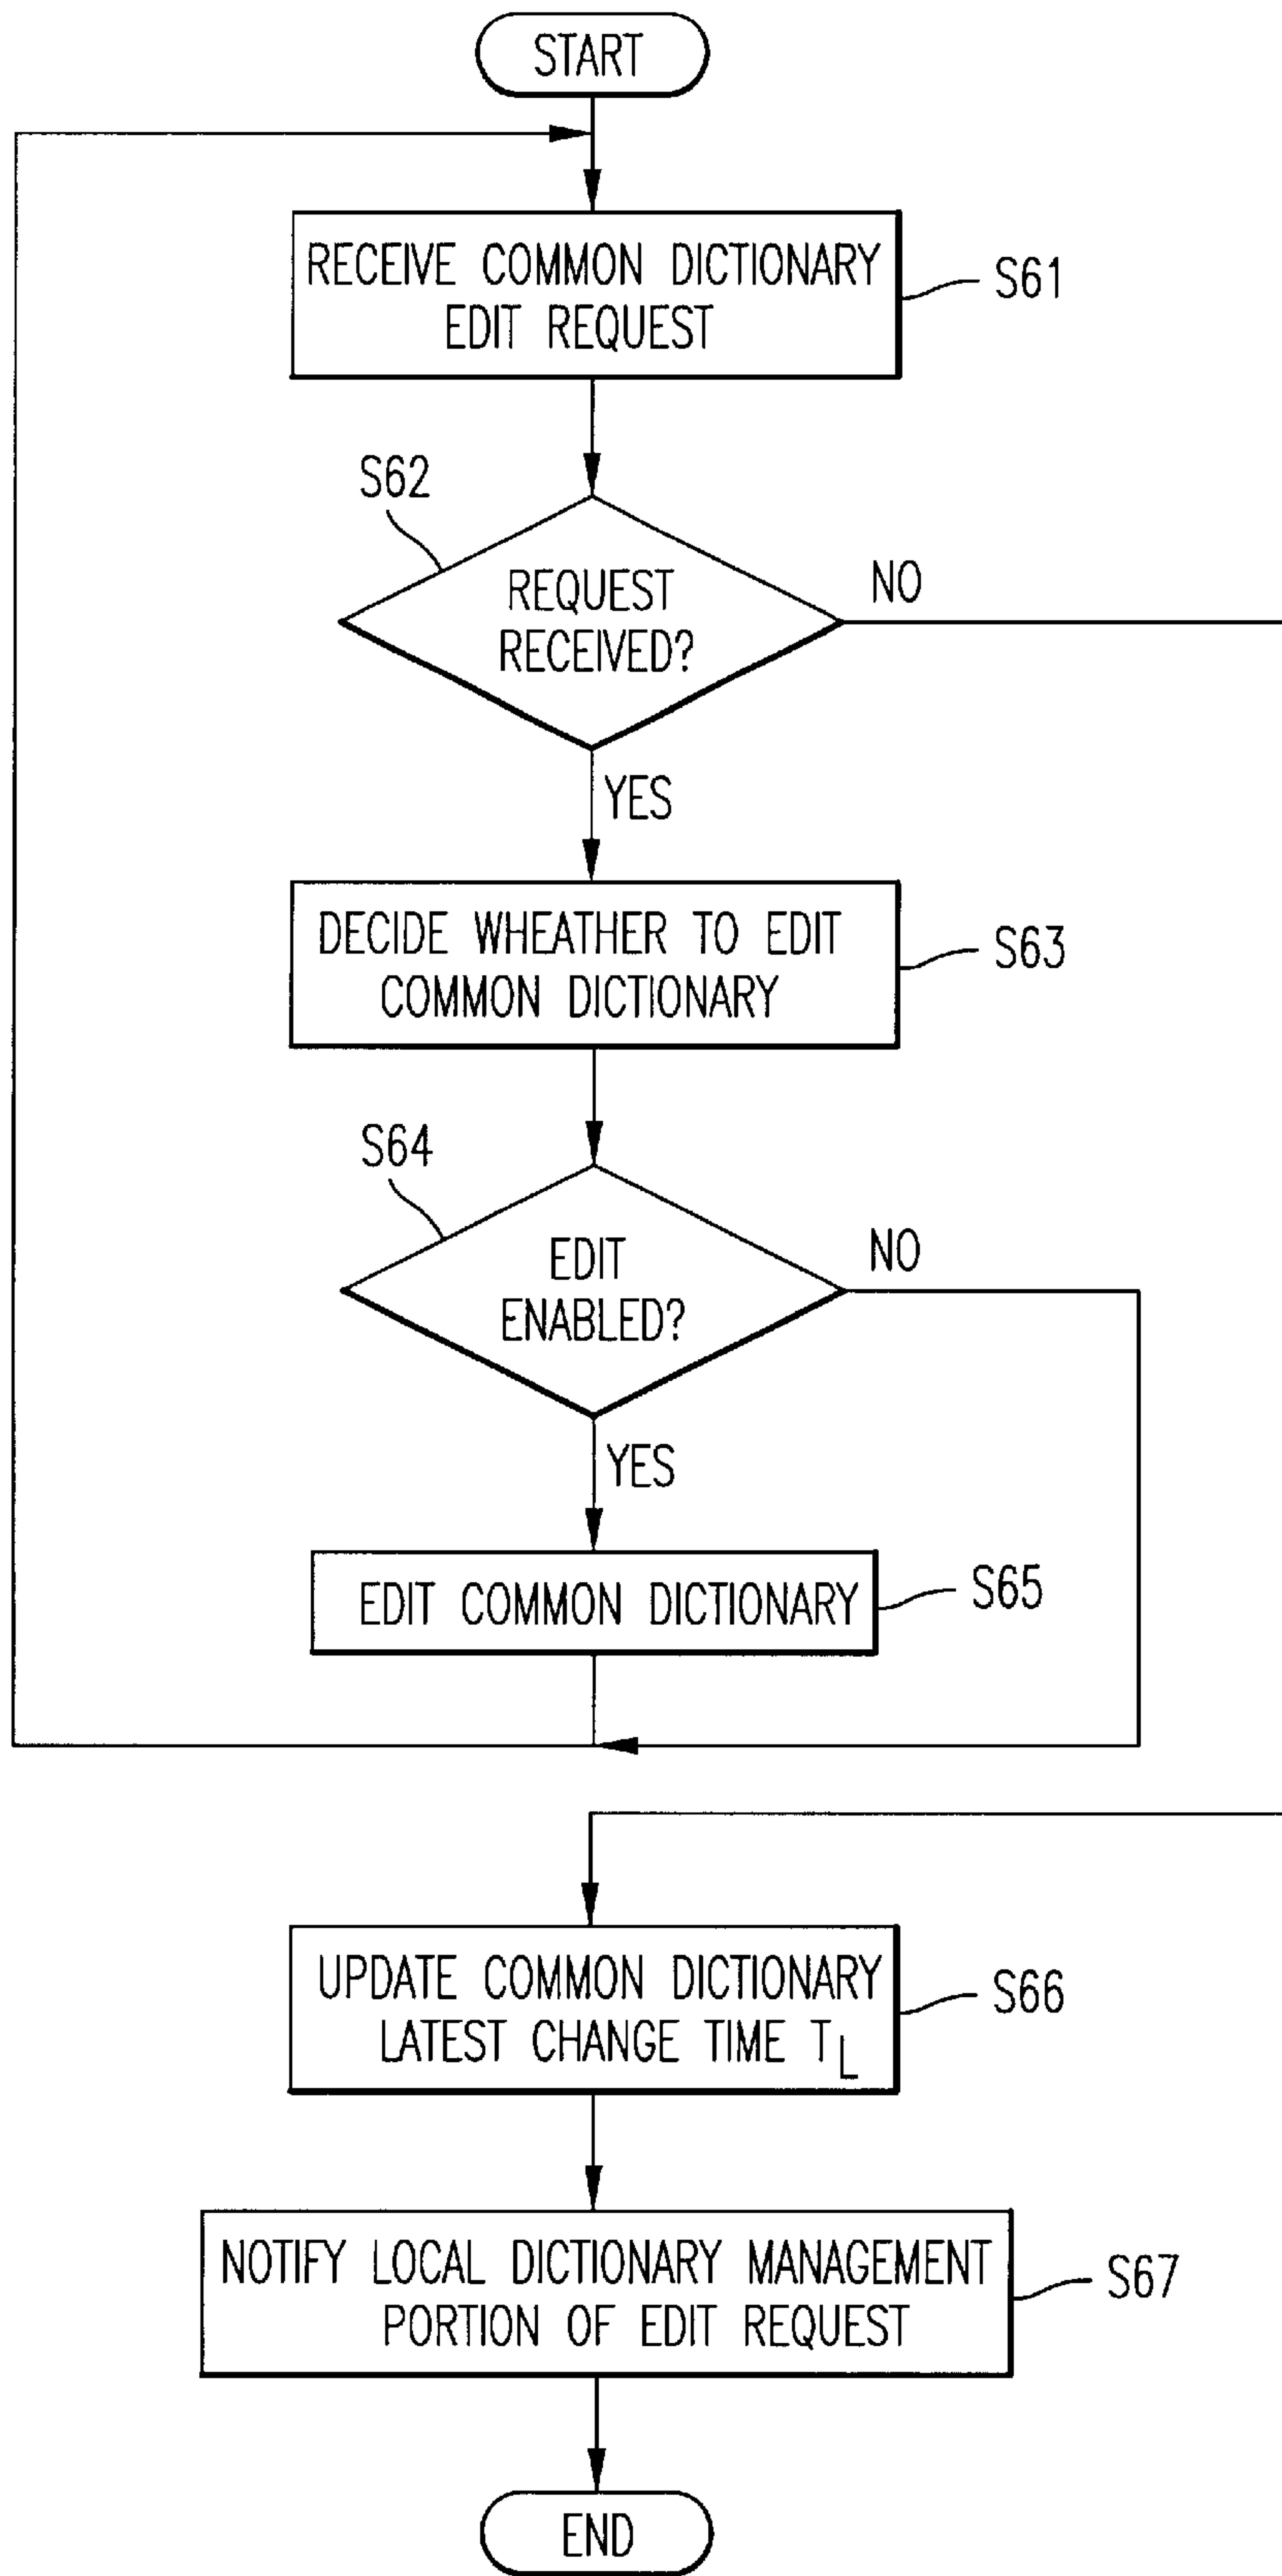 START
RECEIVE COMMON DICTIONARY
EDIT REQUEST
S61
S62
REQUEST
RECEIVED?
NO
YES
DECIDE WHEATHER TO EDIT
COMMON DICTIONARY
S63
S64
EDIT
ENABLED?
NO
YES
EDIT COMMON DICTIONARY
S65
UPDATE COMMON DICTIONARY
LATEST CHANGE TIME TL
S66
NOTIFY LOCAL DICTIONARY MANAGEMENT
PORTION OF EDIT REQUEST
S67
END